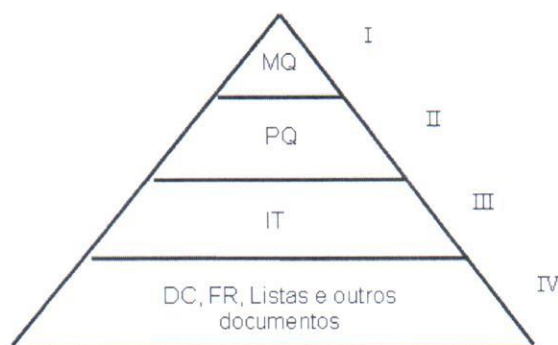 I
MQ
II
PQ
III
IT
IV
DC, FR, Listas e outros
documentos